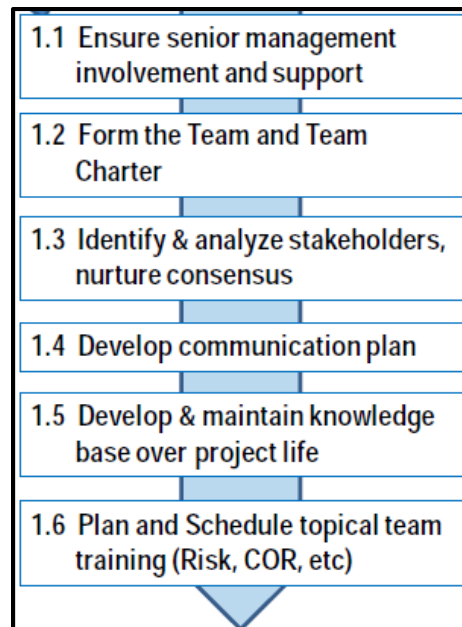 1.1 Ensure senior management
involvement and support
1.2 Form the Team and Team
Charter
1.3 Identify & analyze stakeholders,
nurture consensus
1.4 Develop communication plan
1.5 Develop & maintain knowledge
base over project life
1.6 Plan and Schedule topical team
training (Risk, COR, etc)